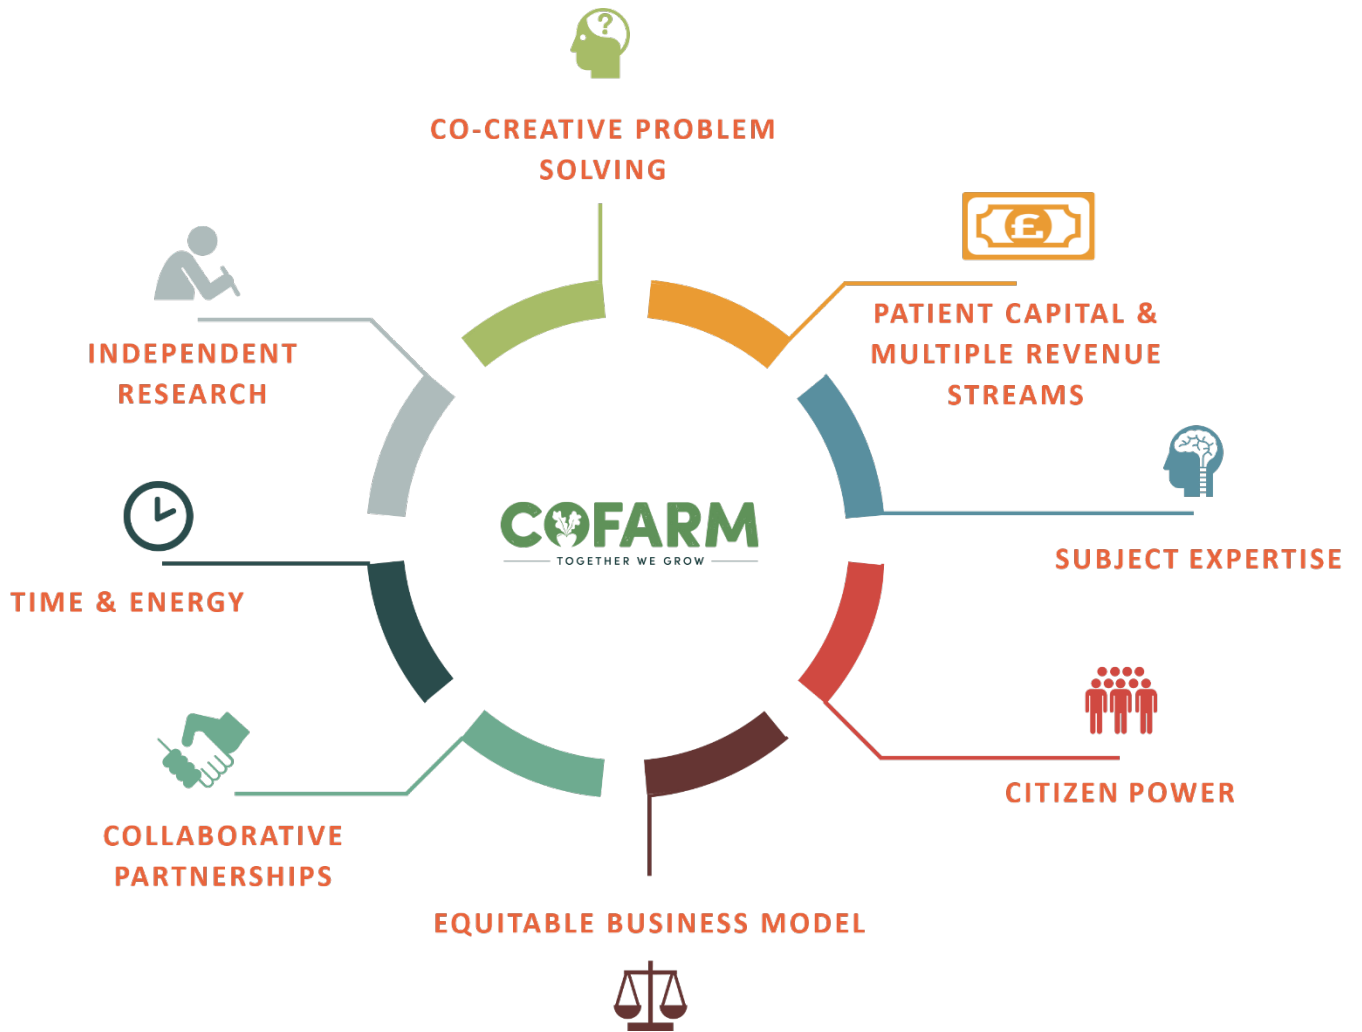 ?
CO-CREATIVE PROBLEM
SOLVING
£
PATIENT CAPITAL &
MULTIPLE REVENUE
STREAMS
INDEPENDENT
RESEARCH
COFARM
TOGETHER WE GROW
SUBJECT EXPERTISE
TIME & ENERGY
CITIZEN POWER
COLLABORATIVE
PARTNERSHIPS
EQUITABLE BUSINESS MODEL